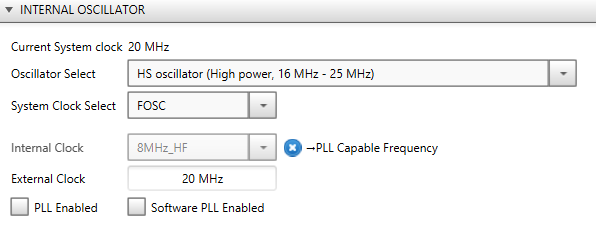 INTERNAL OSCILLATOR
Current System clock 20 MHz
Oscillator Select HS oscillator (High power, 16 MHz - 25 MHz)
System Clock Select FOSC
Internal Clock 8MHz_HF →PLL Capable Frequency
External Clock 20 MHz
PLL Enabled Software PLL Enabled